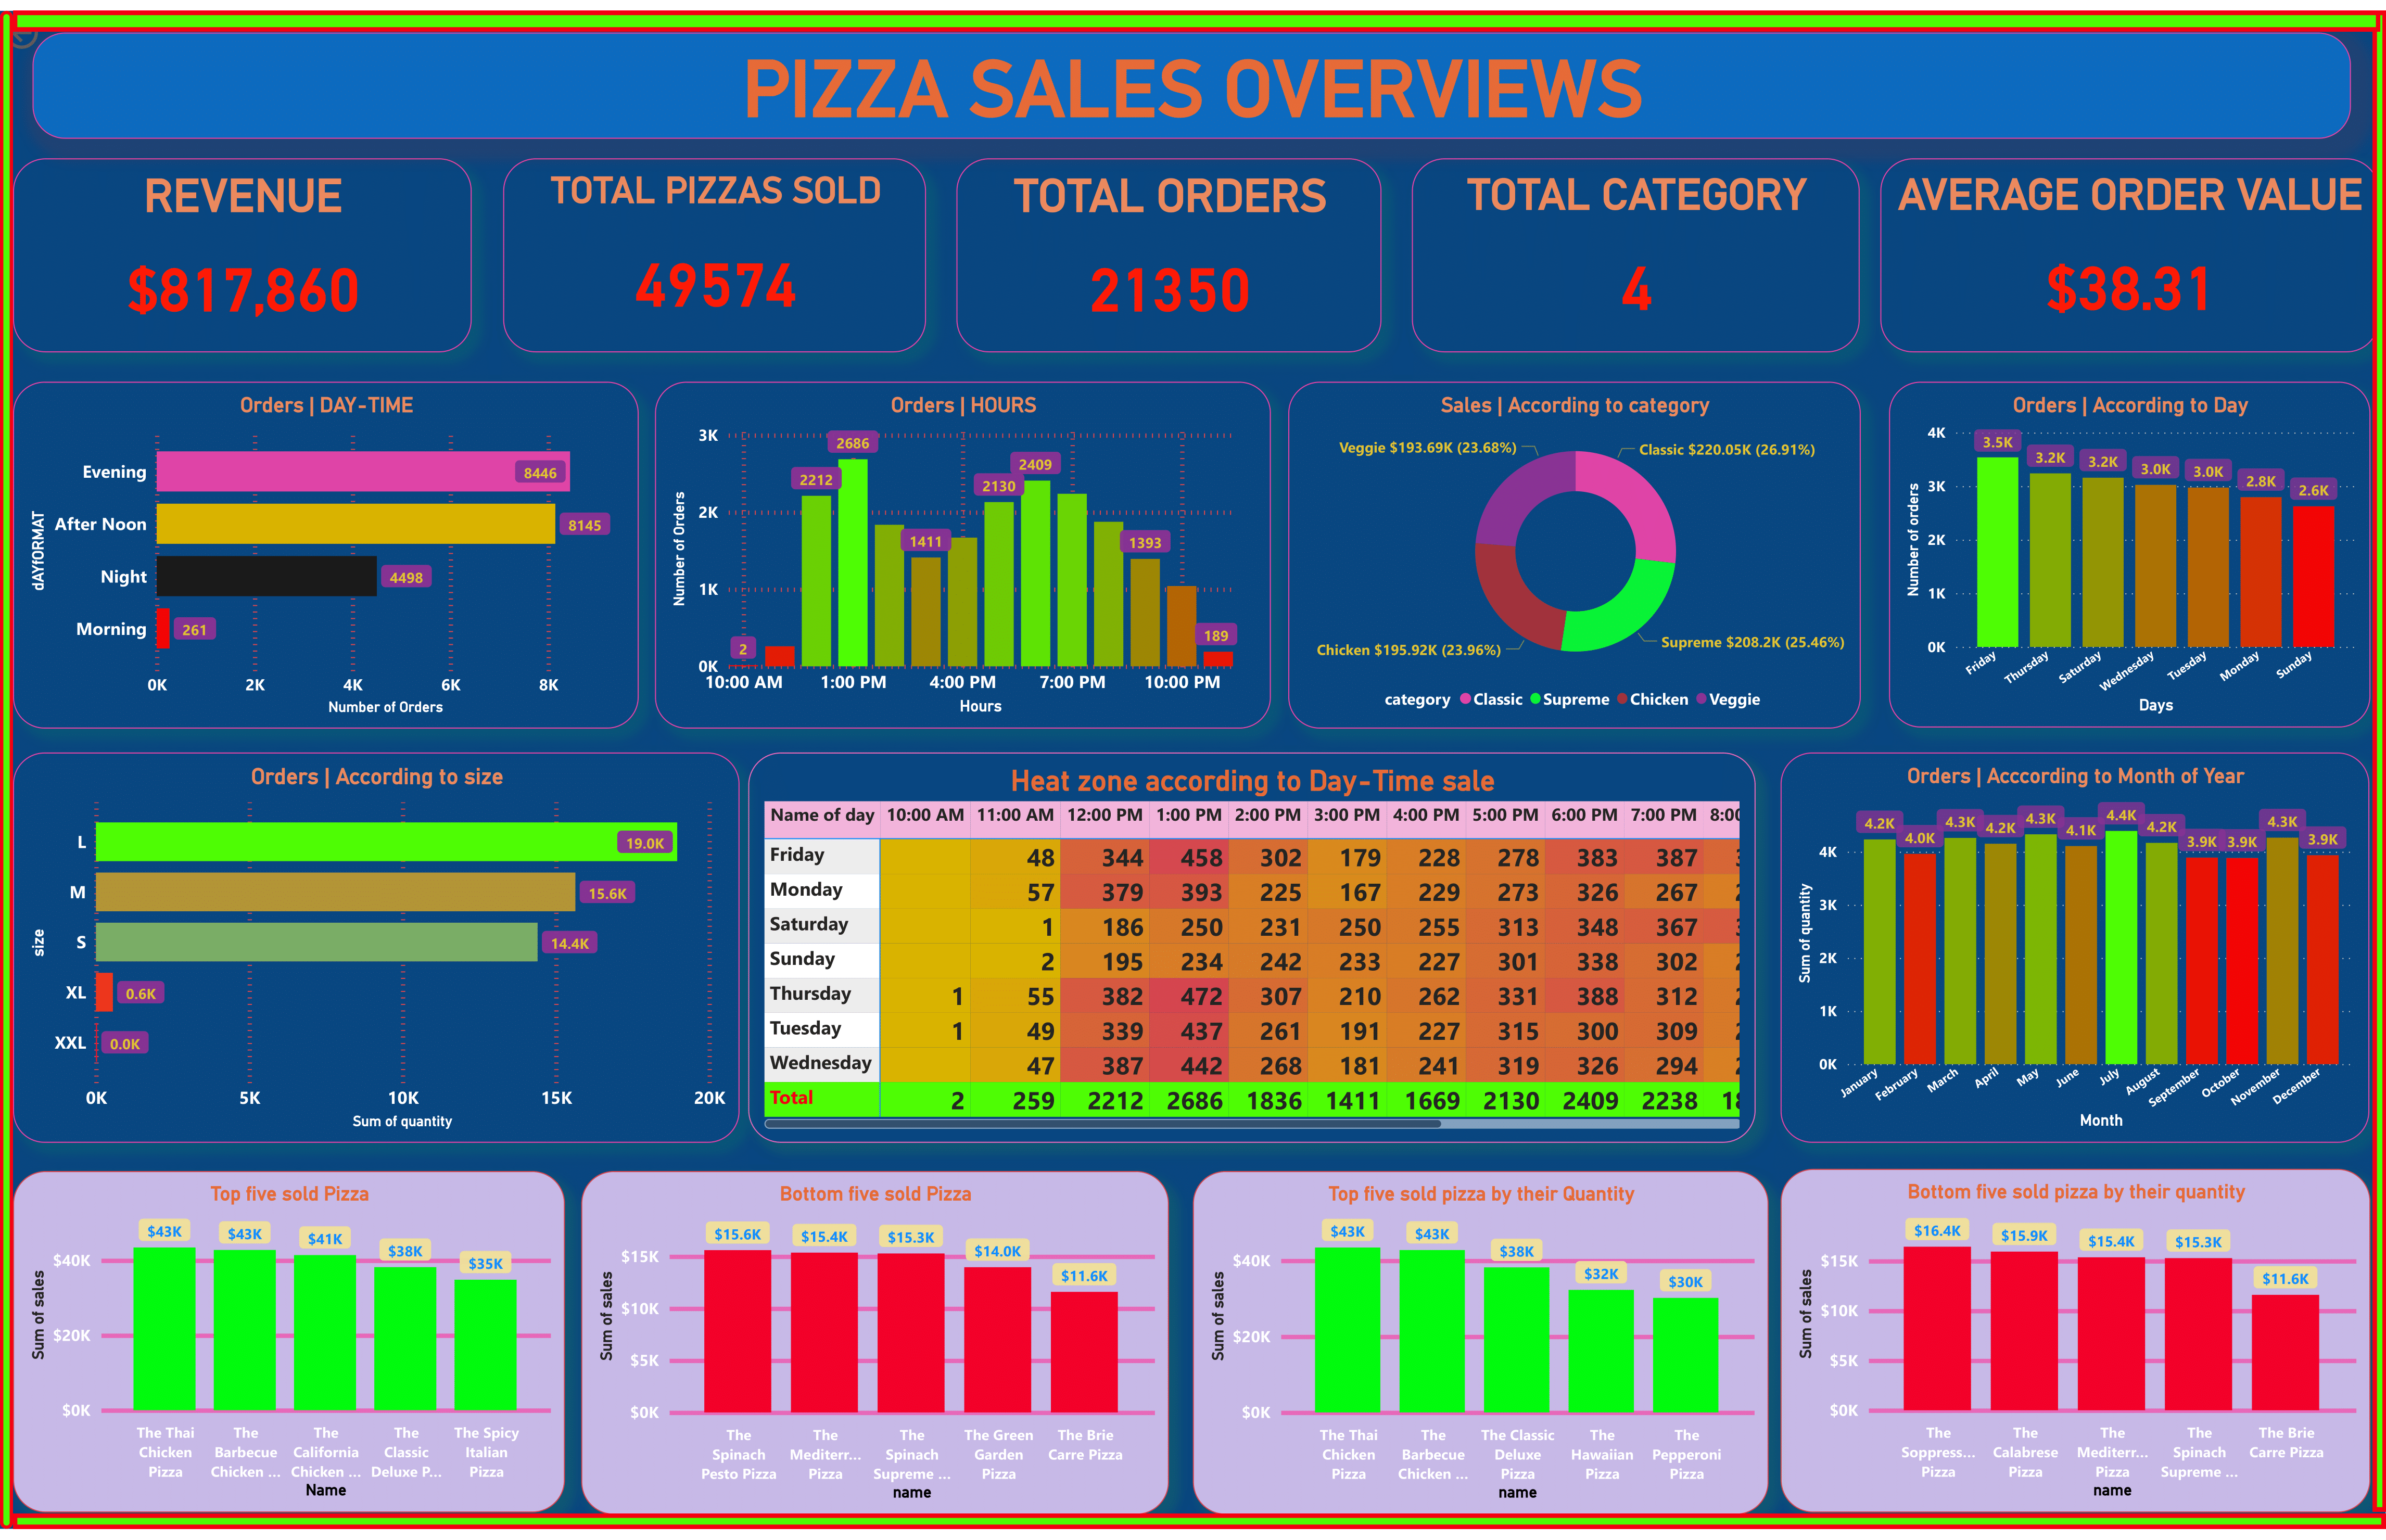 PIZZA SALES OVERVIEWS
REVENUE
$817,860
TOTAL PIZZAS SOLD
49574
TOTAL ORDERS
21350
TOTAL CATEGORY
4
AVERAGE ORDER VALUE
$38.31
Orders | DAY-TIME
dAYfORMAT
Evening 8446
After Noon 8145
Night 4498
Morning 261
0K 2K 4K 6K 8K
Number of Orders
Orders | HOURS
Number of Orders
3K
2K
1K
0K
2 2212 2686 1411 2130 2409 1393 189
10:00 AM 1:00 PM 4:00 PM 7:00 PM 10:00 PM
Hours
Sales | According to category
Veggie $193.69K (23.68%)
Classic $220.05K (26.91%)
Chicken $195.92K (23.96%)
Supreme $208.2K (25.46%)
category Classic Supreme Chicken Veggie
Orders | According to Day
Number of orders
4K
3K
2K
1K
0K
3.5K 3.2K 3.2K 3.0K 3.0K 2.8K 2.6K
Friday Thursday Saturday Wednesday Tuesday Monday Sunday
Days
Orders | According to size
size
L 19.0K
M 15.6K
S 14.4K
XL 0.6K
XXL 0.0K
0K 5K 10K 15K 20K
Sum of quantity
Heat zone according to Day-Time sale
Name of day 10:00 AM 11:00 AM 12:00 PM 1:00 PM 2:00 PM 3:00 PM 4:00 PM 5:00 PM 6:00 PM 7:00 PM 8:00
Friday 48 344 458 302 179 228 278 383 387
Monday 57 379 393 225 167 229 273 326 267
Saturday 1 186 250 231 250 255 313 348 367
Sunday 2 195 234 242 233 227 301 338 302
Thursday 1 55 382 472 307 210 262 331 388 312
Tuesday 1 49 339 437 261 191 227 315 300 309
Wednesday 47 387 442 268 181 241 319 326 294
Total 2 259 2212 2686 1836 1411 1669 2130 2409 2238
Orders | Acccording to Month of Year
Sum of quantity
4K
3K
2K
1K
0K
4.2K 4.0K 4.3K 4.2K 4.3K 4.1K 4.4K 4.2K 3.9K 3.9K 4.3K 3.9K
January February March April May June July August September October November December
Month
Top five sold Pizza
Sum of sales
$40K
$20K
$0K
$43K $43K $41K $38K $35K
The Thai Chicken Pizza
The Barbecue Chicken ...
The California Chicken ...
The Classic Deluxe P...
The Spicy Italian Pizza
Name
Bottom five sold Pizza
Sum of sales
$15K
$10K
$5K
$0K
$15.6K $15.4K $15.3K $14.0K $11.6K
The Spinach Pesto Pizza
The Mediterr... Pizza
The Spinach Supreme ...
The Green Garden Pizza
The Brie Carre Pizza
name
Top five sold pizza by their Quantity
Sum of sales
$40K
$20K
$0K
$43K $43K $38K $32K $30K
The Thai Chicken Pizza
The Barbecue Chicken ...
The Classic Deluxe Pizza
The Hawaiian Pizza
The Pepperoni Pizza
name
Bottom five sold pizza by their quantity
Sum of sales
$15K
$10K
$5K
$0K
$16.4K $15.9K $15.4K $15.3K $11.6K
The Soppress... Pizza
The Calabrese Pizza
The Mediterr... Pizza
The Spinach Supreme ...
The Brie Carre Pizza
name